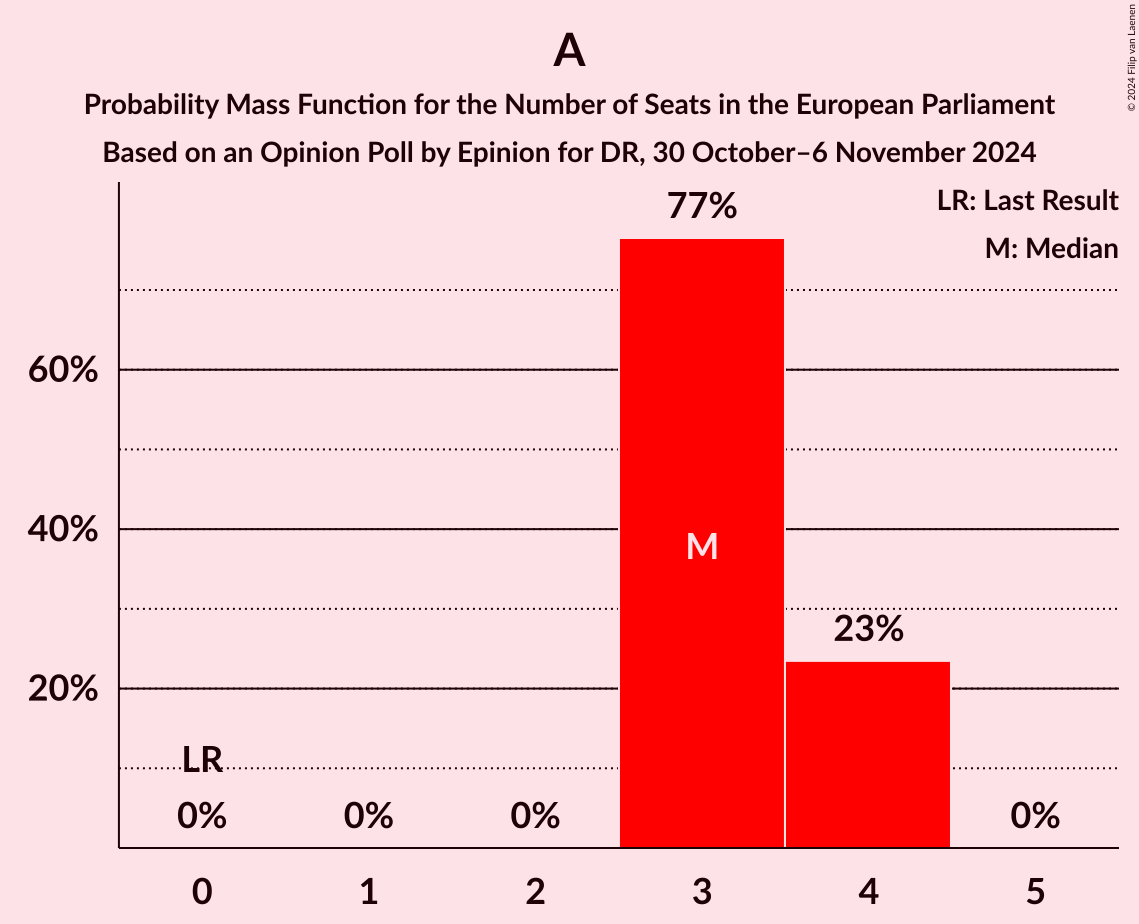 A
Probability Mass Function for the Number of Seats in the European Parliament
Based on an Opinion Poll by Epinion for DR, 30 October–6 November 2024
© 2024 Filip van Laenen
LR: Last Result
M: Median
77%
60%
40%
M
23%
20%
LR
0% 0% 0% 0%
0 1 2 3 4 5